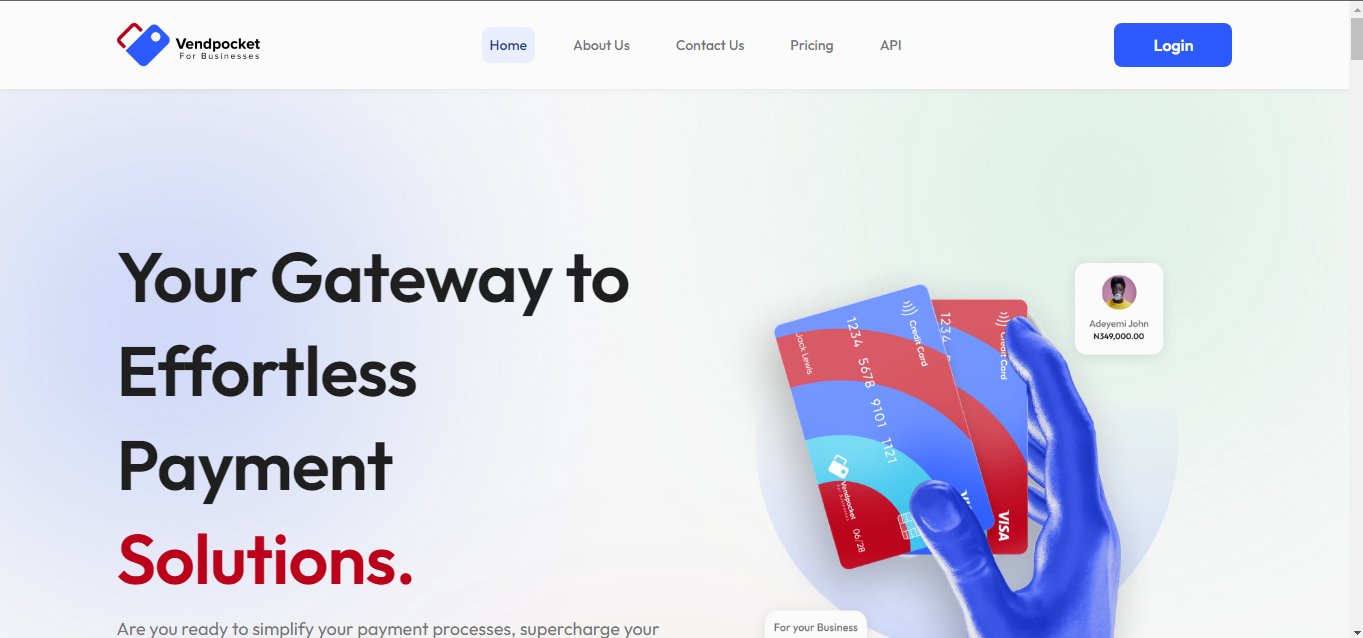 Vendpocket
For Businesses
Home
About Us
Contact Us
Pricing
API
Login
Your Gateway to
Effortless
Payment
Solutions.
Are you ready to simplify your payment processes, supercharge your
Adeyemi John
N349,000.00
Credit Card
1234 5678 9101 1121
Jack Lewis
Vendpocket
For Businesses
06/28
1234
Credit Card
VISA
For your Business